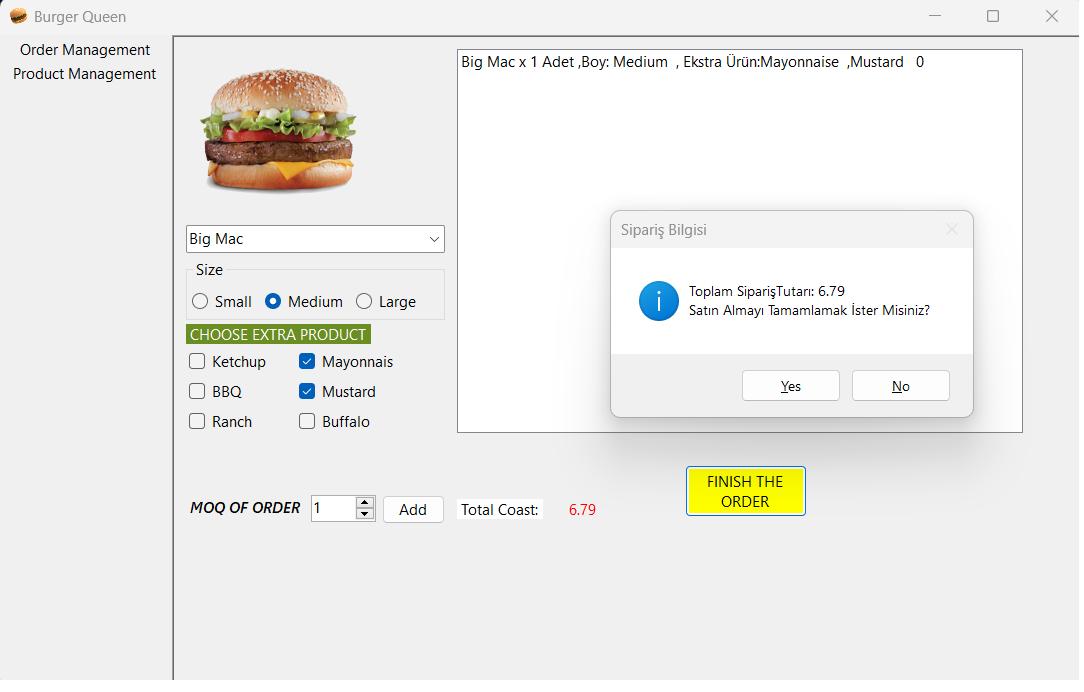 Burger Queen
Order Management
Product Management
Big Mac x 1 Adet ,Boy: Medium  , Ekstra Ürün:Mayonnaise  ,Mustard   0
Big Mac
Size
Small
Medium
Large
CHOOSE EXTRA PRODUCT
Ketchup
Mayonnais
BBQ
Mustard
Ranch
Buffalo
Sipariş Bilgisi
i
Toplam SiparişTutarı: 6.79
Satın Almayı Tamamlamak İster Misiniz?
Yes
No
MOQ OF ORDER
1
Add
Total Coast:
6.79
FINISH THE
ORDER